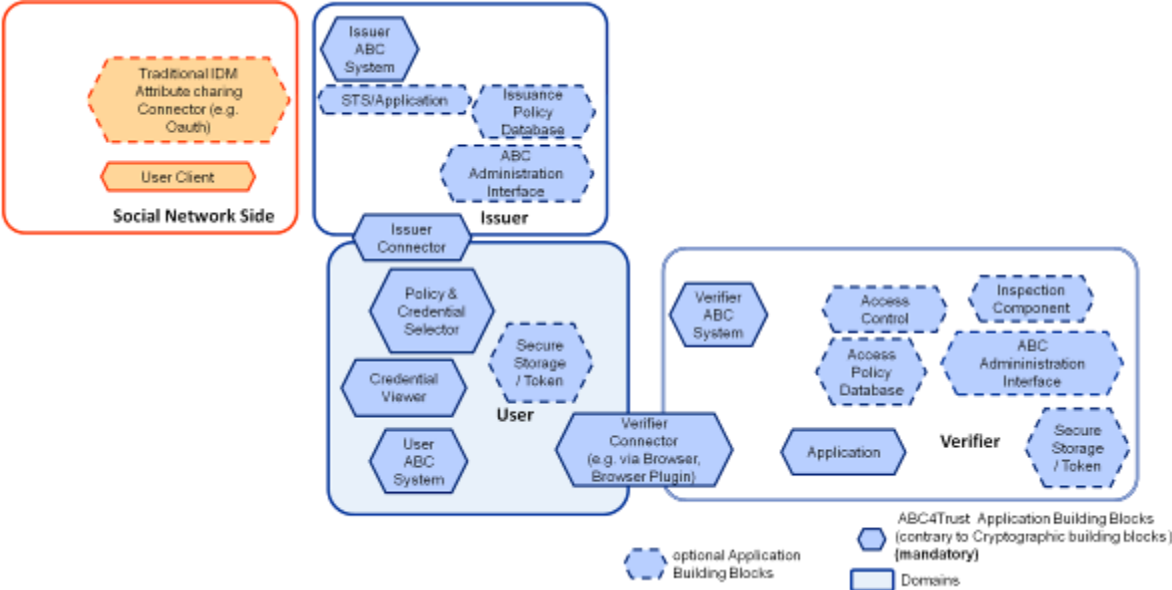 Traditional IDM
Attribute charing
Connector (e.g.
Oauth)
User Client
Social Network Side
Issuer
ABC
System
STS/Application
Issuance
Policy
Database
ABC
Administration
Interface
Issuer
Issuer
Connector
Policy &
Credential
Selector
Secure
Storage
/ Token
Credential
Viewer
User
User
ABC
System
Verifier
Connector
(e.g. via Browser,
Browser Plugin)
Verifier
ABC
System
Access
Control
Inspection
Component
Access
Policy
Database
ABC
Admininistration
Interface
Application
Verifier
Secure
Storage
/ Token
optional Application
Building Blocks
ABC4Trust Application Building Blocks
(contrary to Cryptographic building blocks)
(mandatory)
Domains